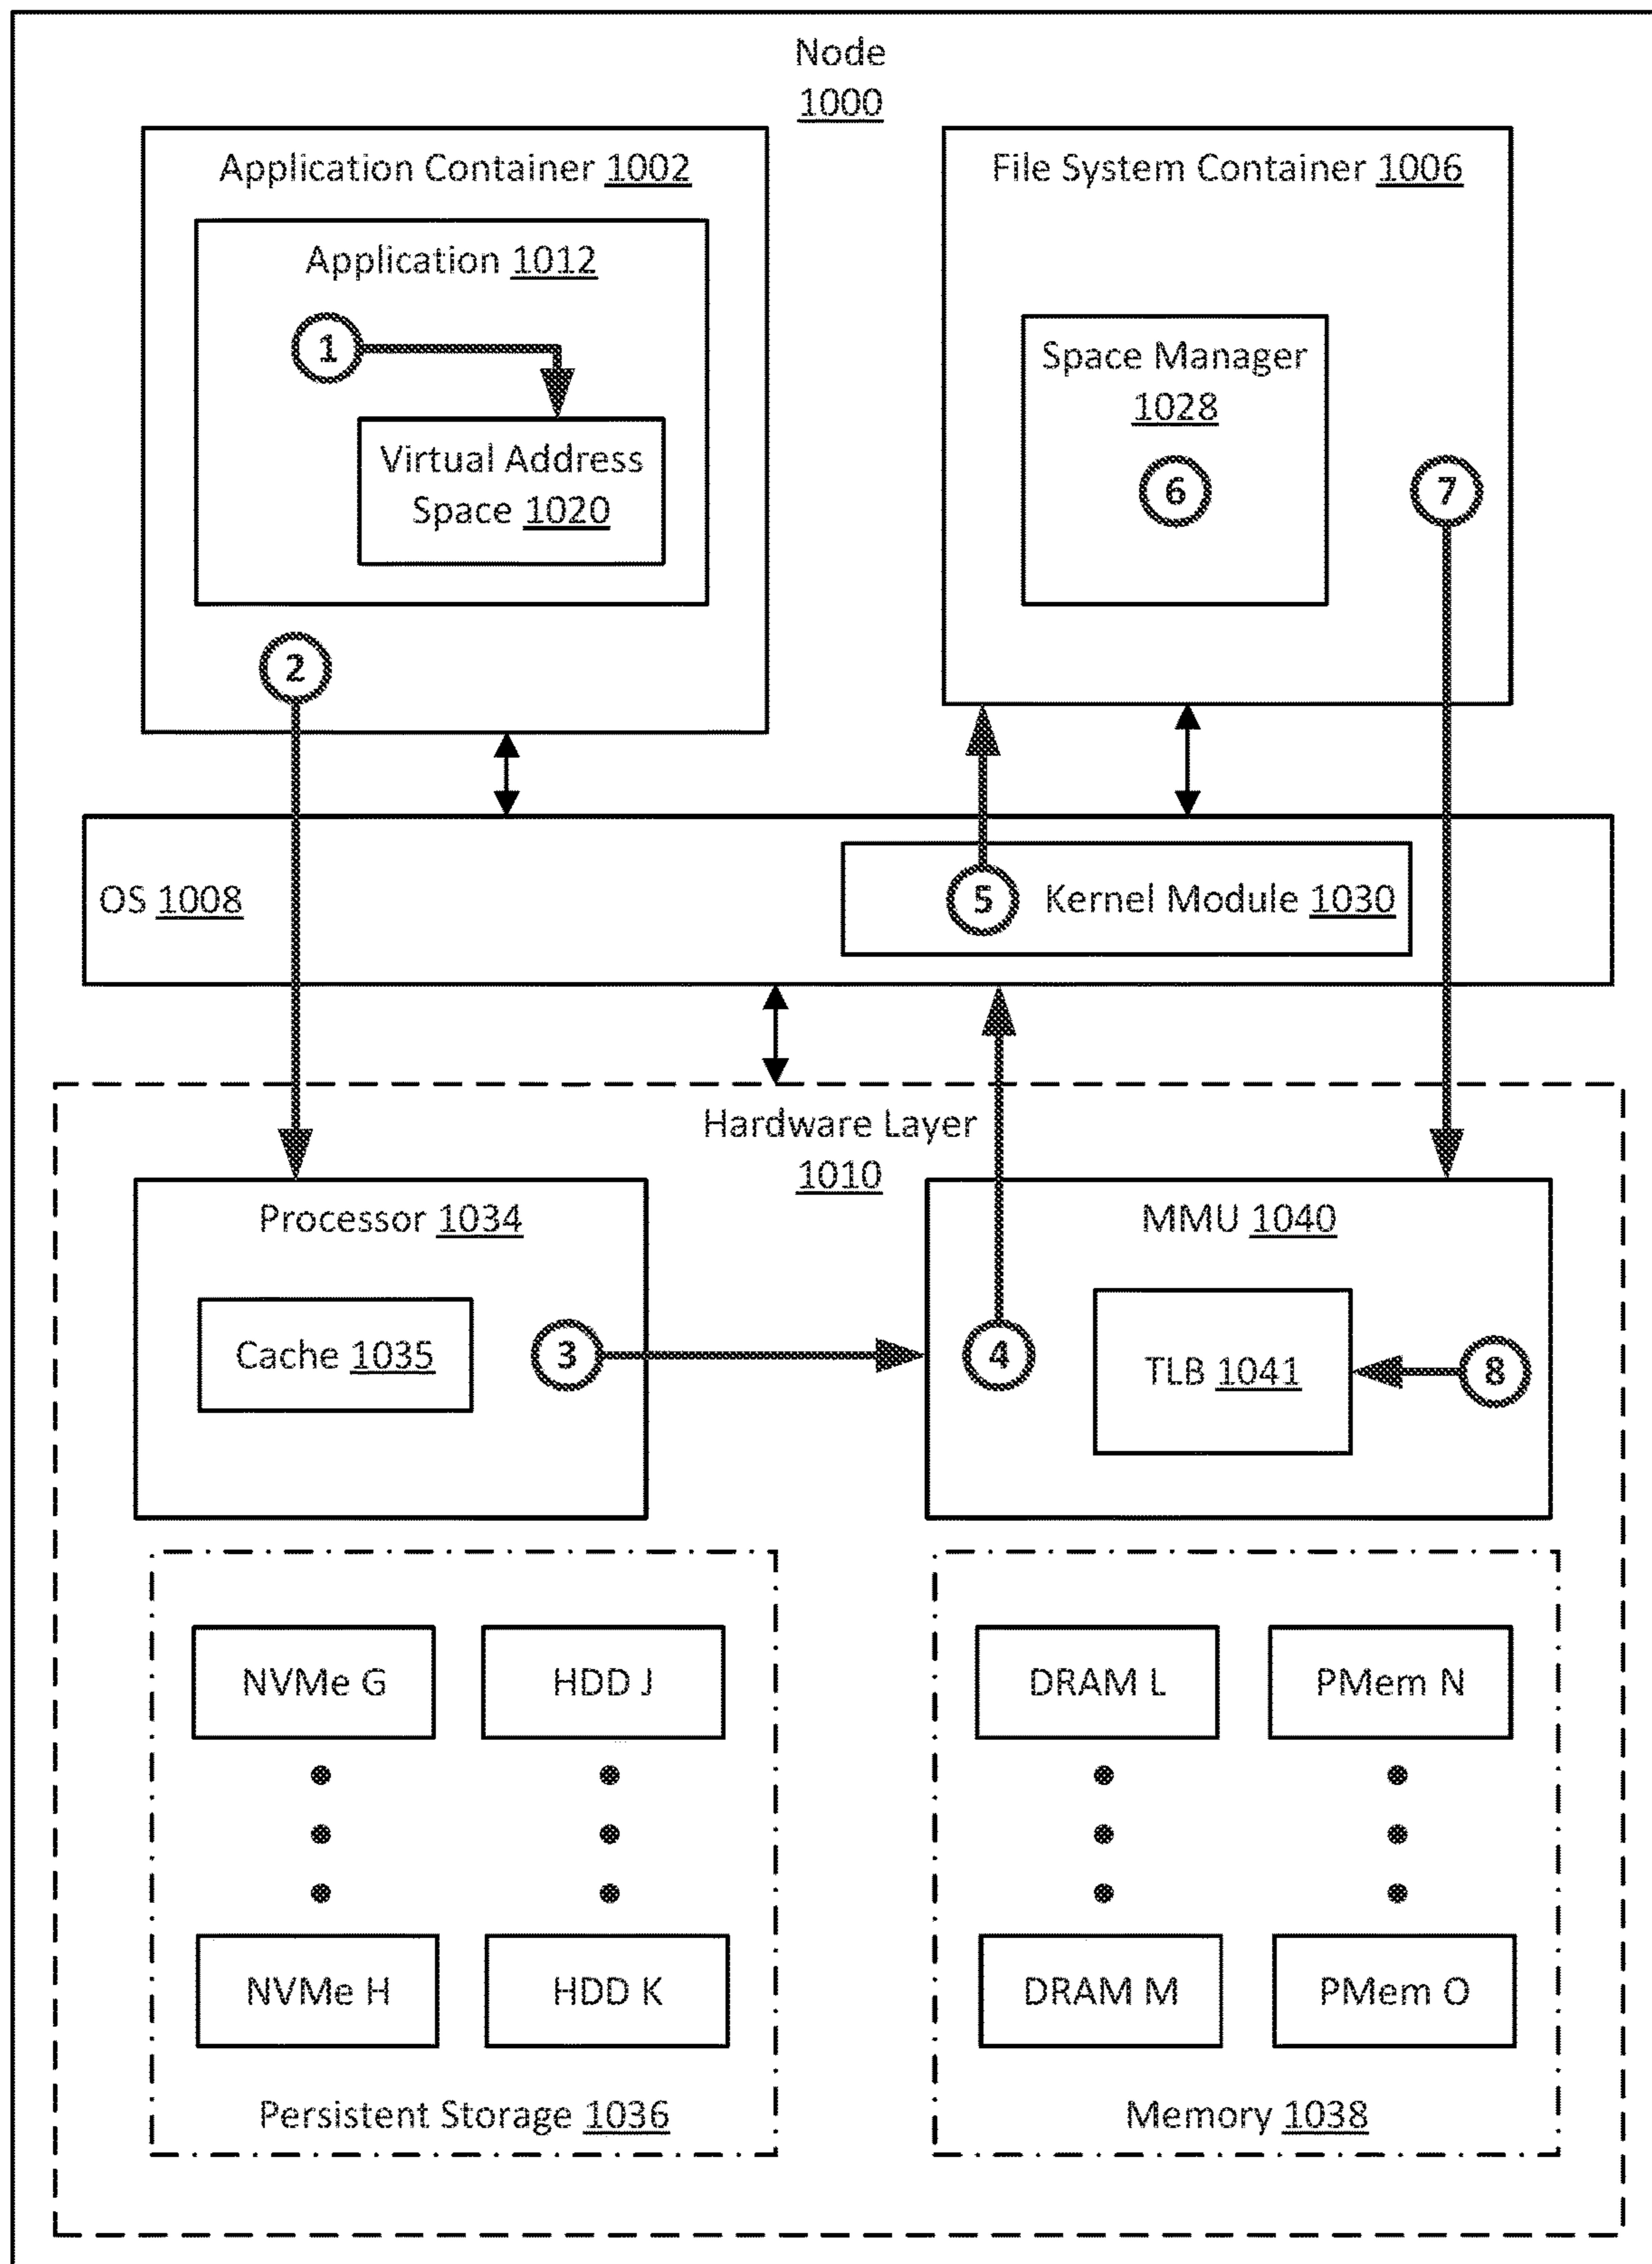 Node
1000
Application Container 1002
Application 1012
1
Virtual Address
Space 1020
2
File System Container 1006
Space Manager
1028
6
7
OS 1008
5
Kernel Module 1030
Hardware Layer
1010
Processor 1034
Cache 1035
3
MMU 1040
4
TLB 1041
8
NVMe G
HDD J
NVMe H
HDD K
Persistent Storage 1036
DRAM L
PMem N
DRAM M
PMem O
Memory 1038